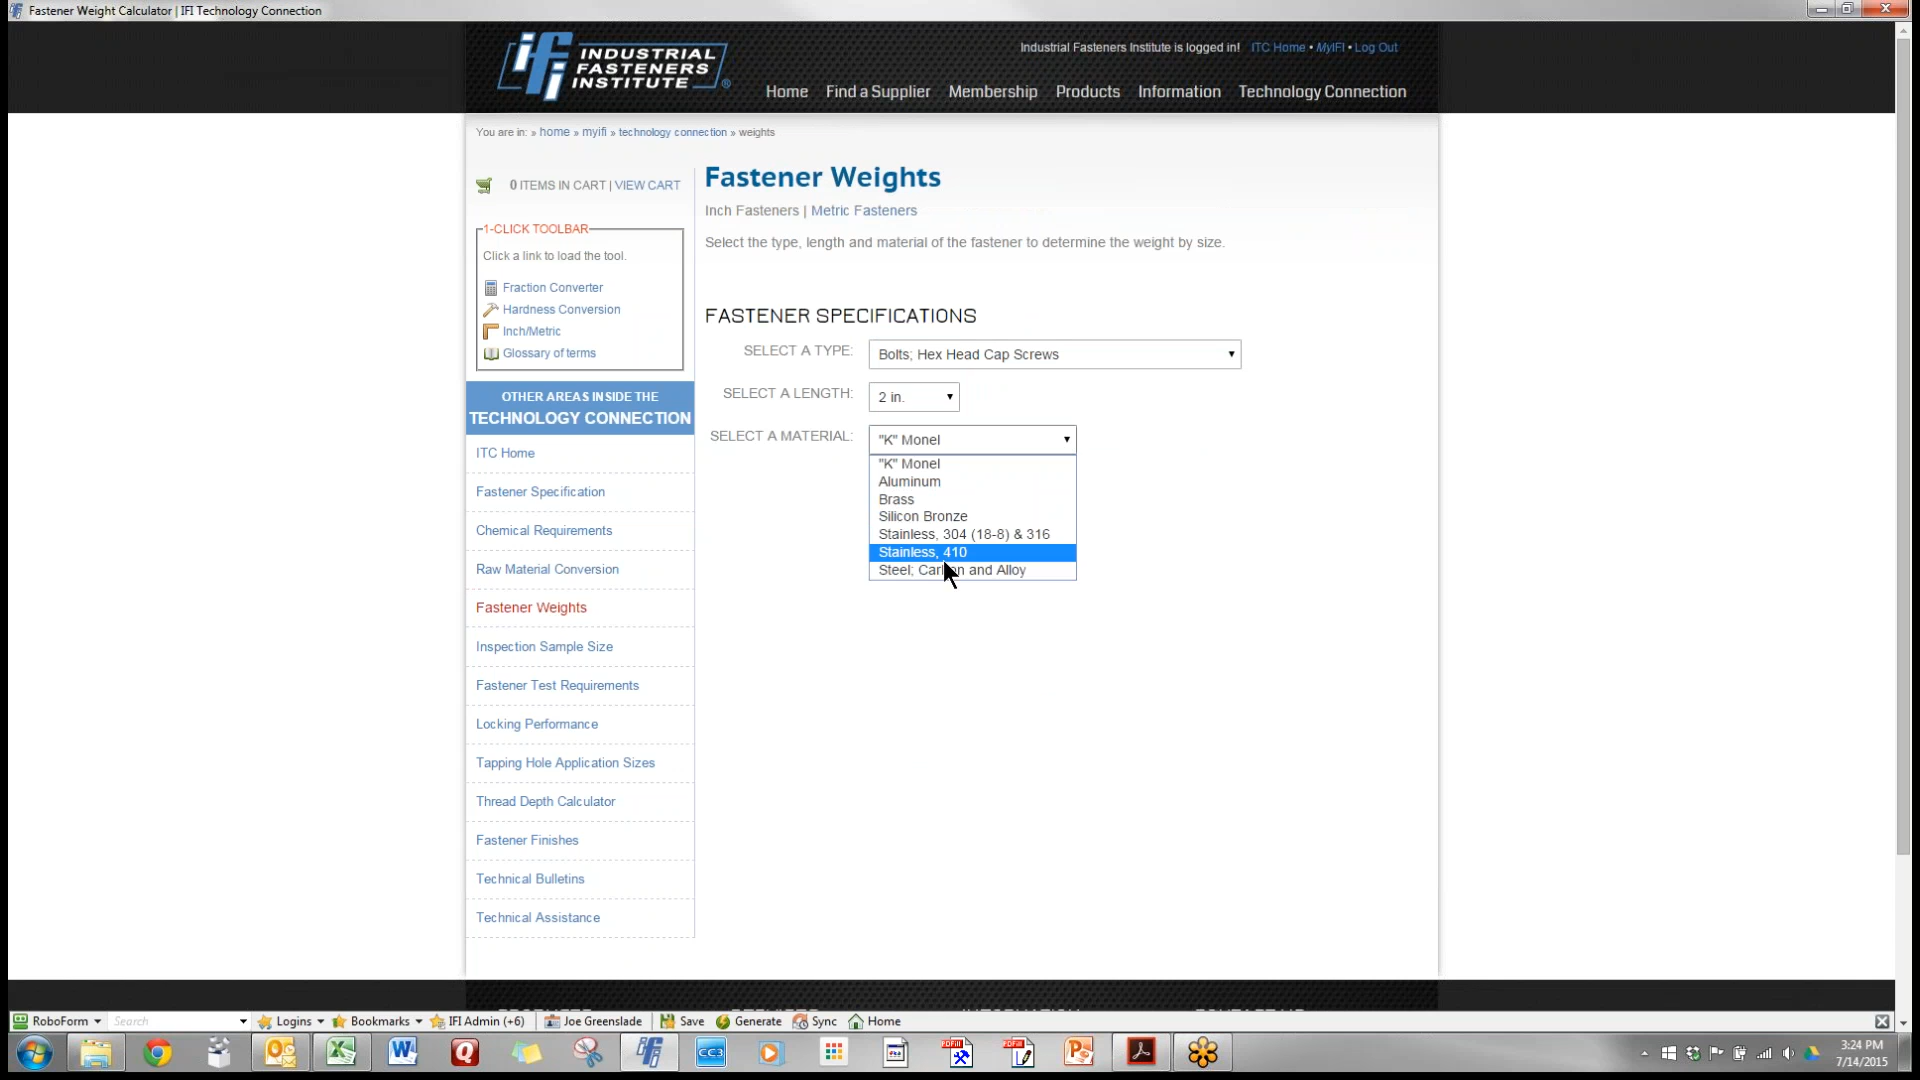 Fastener Weight Calculator | IFI Technology Connection
ifi INDUSTRIAL
FASTENERS
INSTITUTE ®
Industrial Fasteners Institute is logged in! ITC Home • MyIFI • Log Out
Home Find a Supplier Membership Products Information Technology Connection
You are in: » home » myifi » technology connection » weights
0 ITEMS IN CART | VIEW CART
1-CLICK TOOLBAR
Click a link to load the tool.
Fraction Converter
Hardness Conversion
Inch/Metric
Glossary of terms
OTHER AREAS INSIDE THE
TECHNOLOGY CONNECTION
ITC Home
Fastener Specification
Chemical Requirements
Raw Material Conversion
Fastener Weights
Inspection Sample Size
Fastener Test Requirements
Locking Performance
Tapping Hole Application Sizes
Thread Depth Calculator
Fastener Finishes
Technical Bulletins
Technical Assistance
Fastener Weights
Inch Fasteners | Metric Fasteners
Select the type, length and material of the fastener to determine the weight by size.
FASTENER SPECIFICATIONS
SELECT A TYPE: Bolts; Hex Head Cap Screws
SELECT A LENGTH: 2 in.
SELECT A MATERIAL: "K" Monel
"K" Monel
Aluminum
Brass
Silicon Bronze
Stainless, 304 (18-8) & 316
Stainless, 410
Steel; Carbon and Alloy
RoboForm Search Logins Bookmarks IFI Admin (+6) Joe Greenslade Save Generate Sync Home
CC3
3:24 PM
7/14/2015